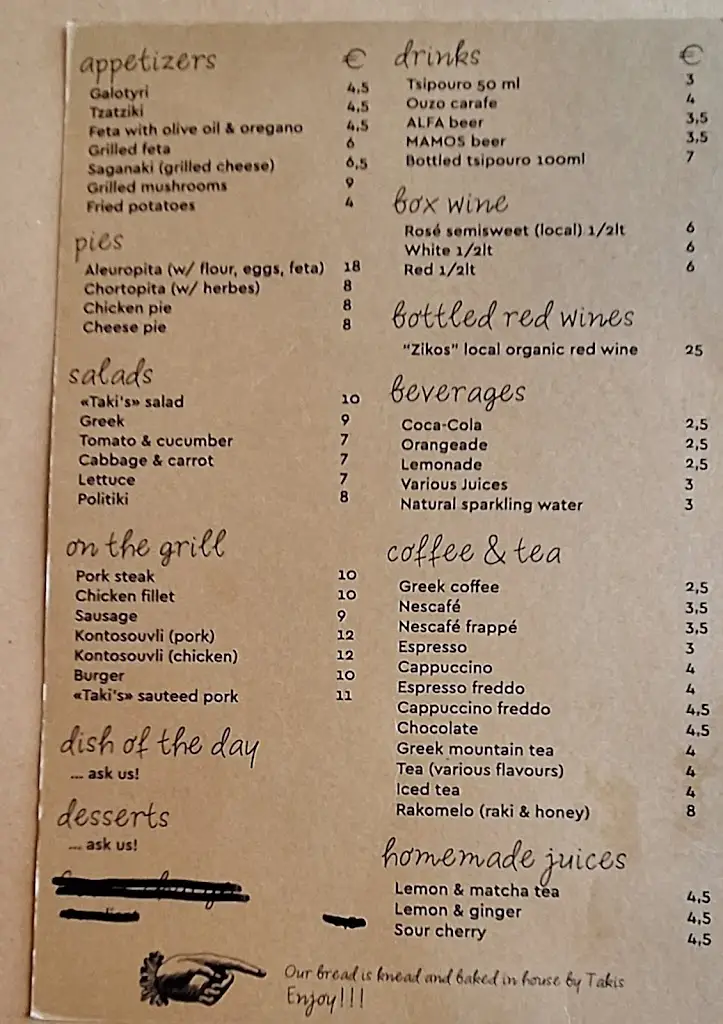 appetizers €
Galotyri 4,5
Tzatziki 4,5
Feta with olive oil & oregano 4,5
Grilled feta 6
Saganaki (grilled cheese) 6,5
Grilled mushrooms 9
Fried potatoes 4
pies
Aleuropita (w/ flour, eggs, feta) 18
Chortopita (w/ herbes) 8
Chicken pie 8
Cheese pie 8
salads
«Taki's» salad 10
Greek 9
Tomato & cucumber 7
Cabbage & carrot 7
Lettuce 7
Politiki 8
on the grill
Pork steak 10
Chicken fillet 10
Sausage 9
Kontosouvli (pork) 12
Kontosouvli (chicken) 12
Burger 10
«Taki's» sauteed pork 11
dish of the day
... ask us!
desserts
... ask us!
drinks €
Tsipouro 50 ml 3
Ouzo carafe 4
ALFA beer 3,5
MAMOS beer 3,5
Bottled tsipouro 100ml 7
box wine
Rosé semisweet (local) 1/2lt 6
White 1/2lt 6
Red 1/2lt 6
bottled red wines
"Zikos" local organic red wine 25
beverages
Coca-Cola 2,5
Orangeade 2,5
Lemonade 2,5
Various Juices 3
Natural sparkling water 3
coffee & tea
Greek coffee 2,5
Nescafé 3,5
Nescafé frappé 3,5
Espresso 3
Cappuccino 4
Espresso freddo 4
Cappuccino freddo 4,5
Chocolate 4,5
Greek mountain tea 4
Tea (various flavours) 4
Iced tea 4
Rakomelo (raki & honey) 8
homemade juices
Lemon & matcha tea 4,5
Lemon & ginger 4,5
Sour cherry 4,5
Our bread is knead and baked in house by Takis
Enjoy!!!